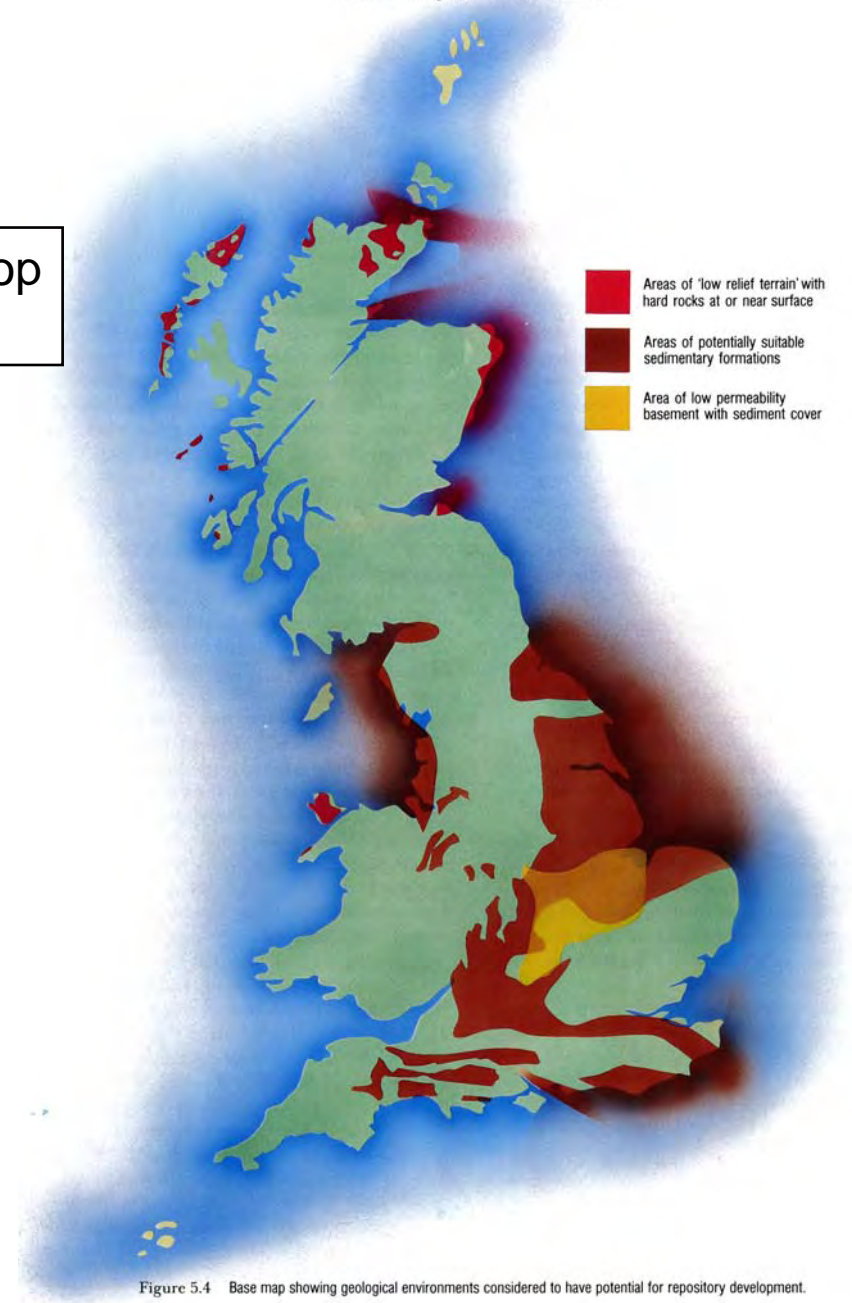 op
Areas of 'low relief terrain' with
hard rocks at or near surface
Areas of potentially suitable
sedimentary formations
Area of low permeability
basement with sediment cover
Figure 5.4 Base map showing geological environments considered to have potential for repository development.